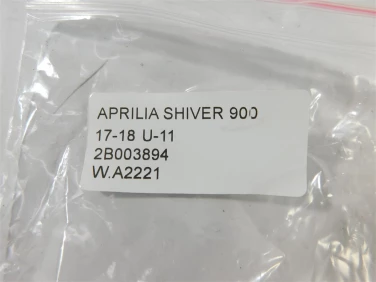 APRILIA SHIVER 900
17-18 U-11
2B003894
W.A2221